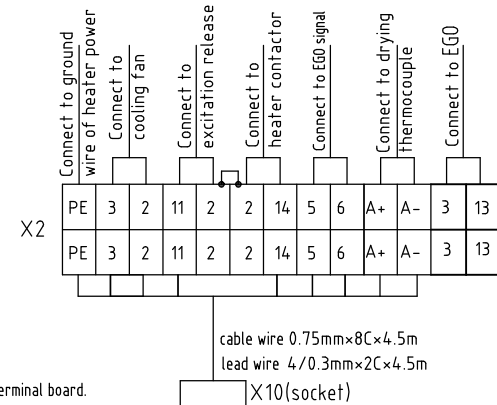 Connect to ground
wire of heater power
Connect to
cooling fan
Connect to
excitation release
Connect to
heater contactor
Connect to EGO signal
Connect to drying
thermocouple
Connect to EGO
X2
PE 3 2 11 2 2 14 5 6 A+ A- 3 13
PE 3 2 11 2 2 14 5 6 A+ A- 3 13
cable wire 0.75mm×8C×4.5m
lead wire 4/0.3mm×2C×4.5m
erminal board.
X10(socket)